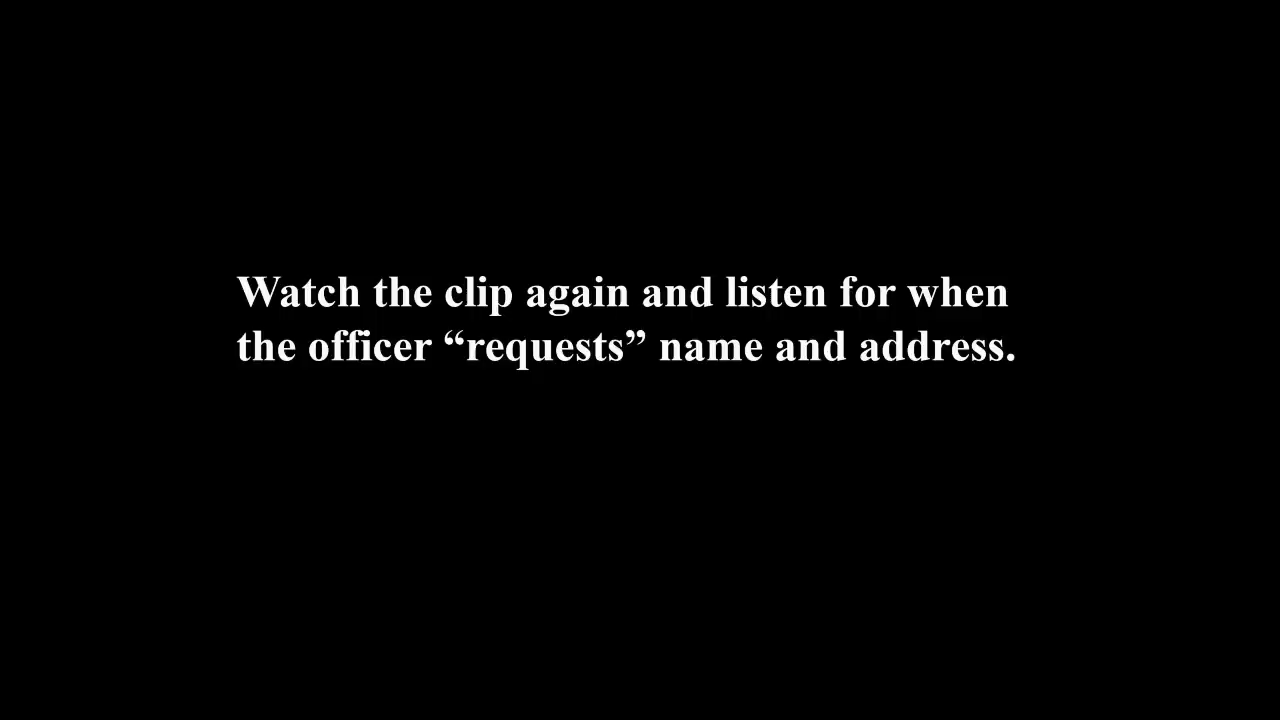 Watch the clip again and listen for when
the officer “requests” name and address.